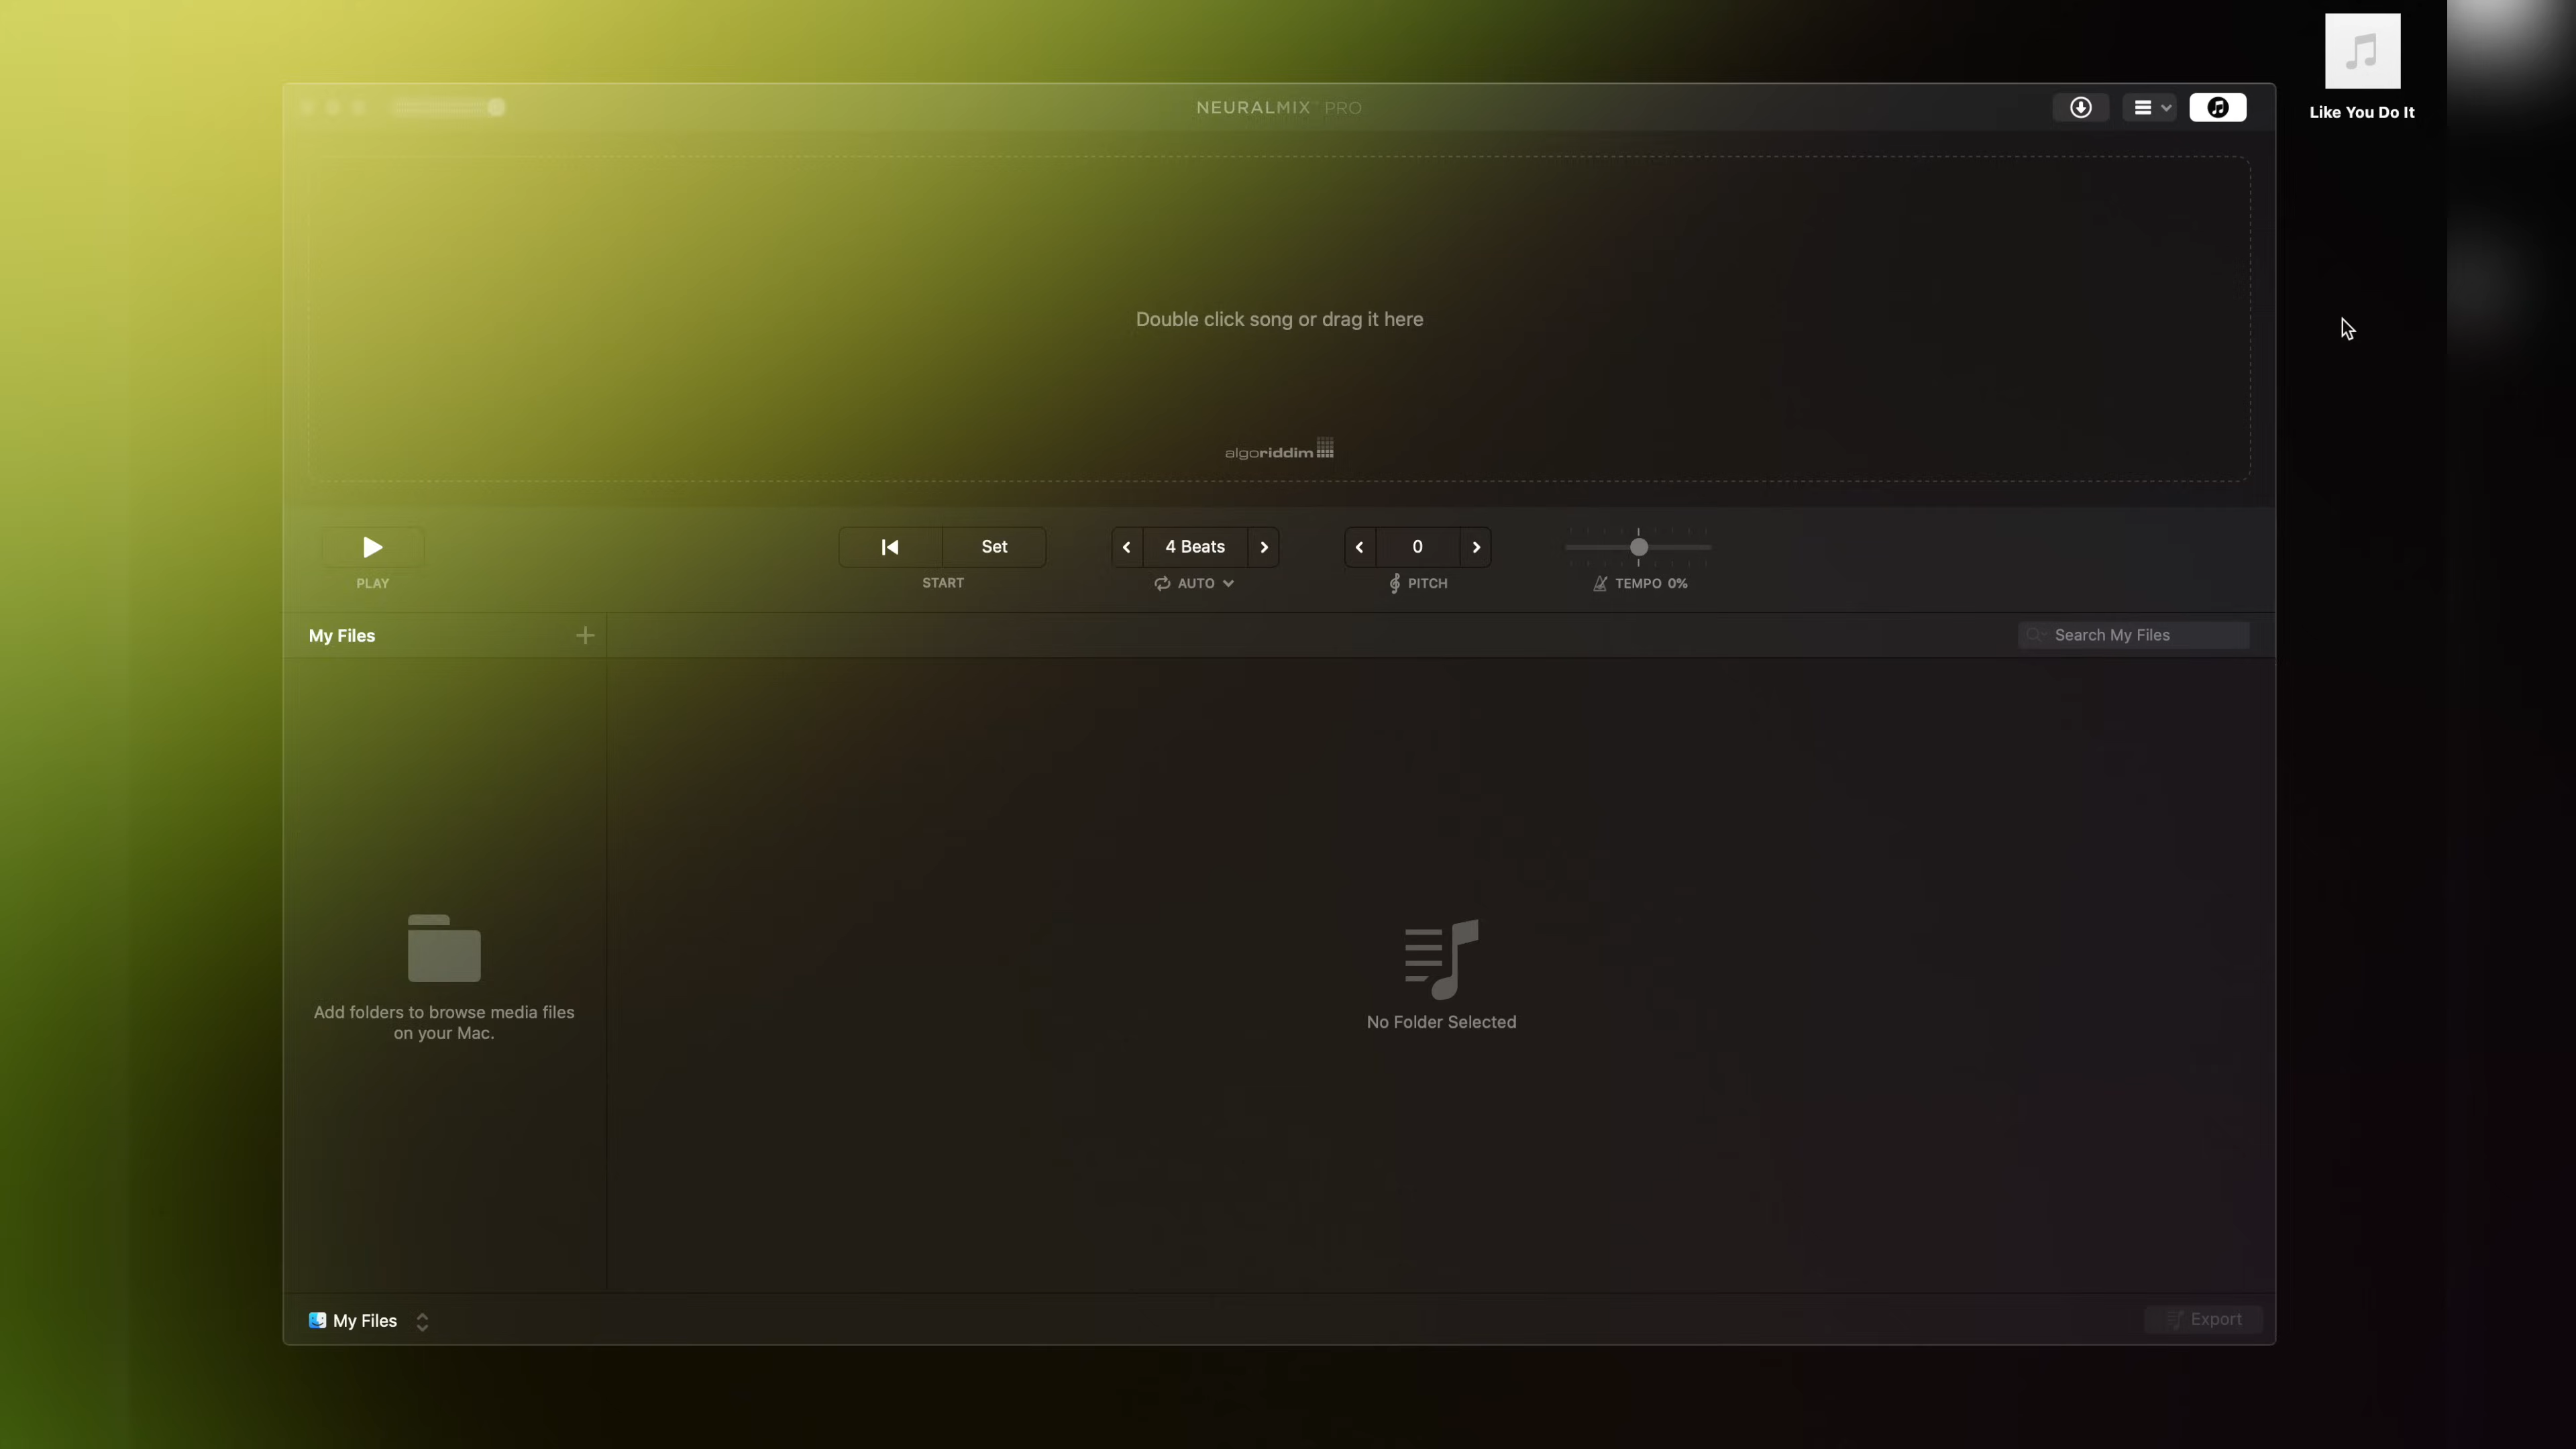 NEURALMIX™ PRO
Like You Do It
Double click song or drag it here
algoriddim
Set
4 Beats
0
PLAY
START
AUTO
PITCH
TEMPO 0%
My Files
Search My Files
Add folders to browse media files
on your Mac.
No Folder Selected
My Files
Export